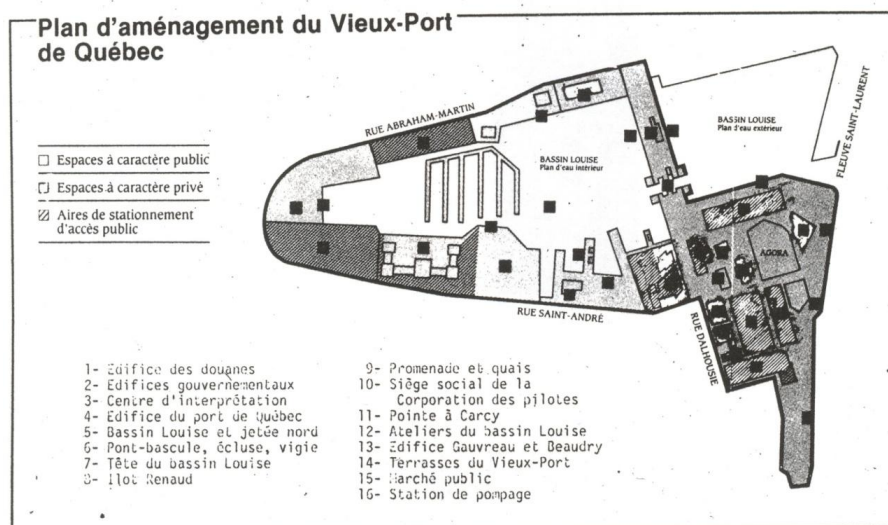 Plan d'aménagement du Vieux-Port
de Québec
RUE ABRAHAM-MARTIN
BASSIN LOUISE
Plan d'eau extérieur
FLEUVE SAINT-LAURENT
Espaces à caractère public
Espaces à caractère privé
Aires de stationnement
d'accès public
BASSIN LOUISE
Plan d'eau intérieur
AGORA
RUE SAINT-ANDRÉ
RUE DALHOUSIE
1- Edifice des douanes
2- Edifices gouvernementaux
3- Centre d'interprétation
4- Edifice du port de Québec
5- Bassin Louise et jetée nord
6- Pont-bascule, écluse, vigie
7- Tête du bassin Louise
8- Ilot Renaud
9- Promenade et quais
10- Siège social de la
Corporation des pilotes
11- Pointe à Carcy
12- Ateliers du bassin Louise
13- Edifice Gauvreau et Beaudry
14- Terrasses du Vieux-Port
15- Marché public
16- Station de pompage